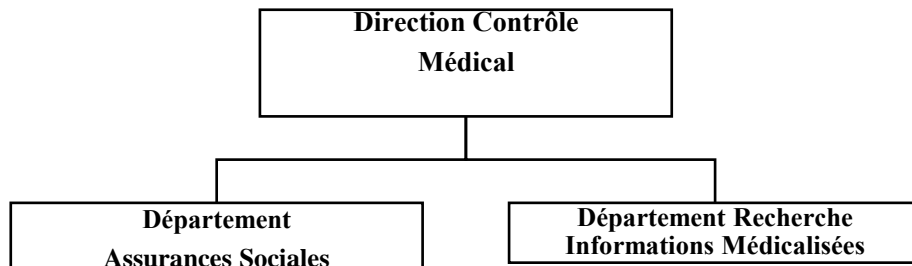 Direction Contrôle
Médical
Département
Assurances Sociales
Département Recherche
Informations Médicalisées